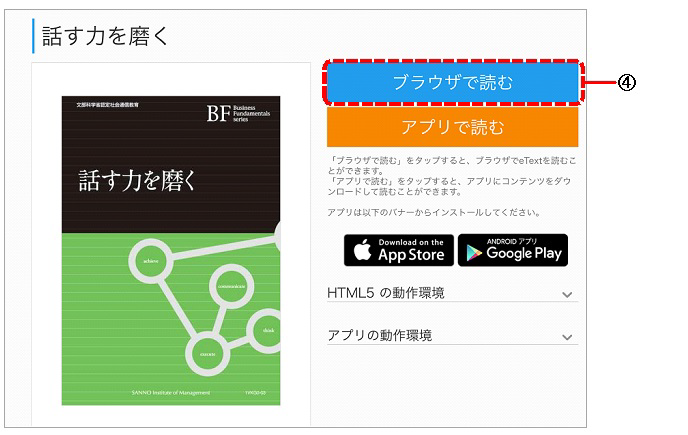 話す力を磨く
ブラウザで読む
④
アプリで読む
「ブラウザで読む」をタップすると、ブラウザでeTextを読むこ
とができます。
「アプリで読む」をタップすると、アプリにコンテンツをダウ
ンロードして読むことができます。
アプリは以下のバナーからインストールしてください。
Download on the
App Store
ANDROID アプリ
Google Play
HTML5 の動作環境
アプリの動作環境
文部科学省認定社会通信教育
BF Business
Fundamentals
series
話す力を磨く
achieve
communicate
think
success
SANNO Institute of Management